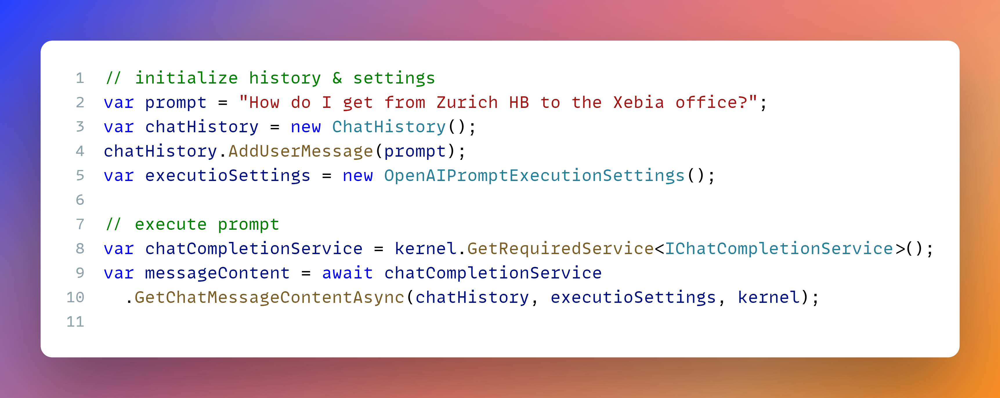 1 // initialize history & settings
2 var prompt = "How do I get from Zurich HB to the Xebia office?";
3 var chatHistory = new ChatHistory();
4 chatHistory.AddUserMessage(prompt);
5 var executioSettings = new OpenAIPromptExecutionSettings();
6
7 // execute prompt
8 var chatCompletionService = kernel.GetRequiredService<IChatCompletionService>();
9 var messageContent = await chatCompletionService
10   .GetChatMessageContentAsync(chatHistory, executioSettings, kernel);
11